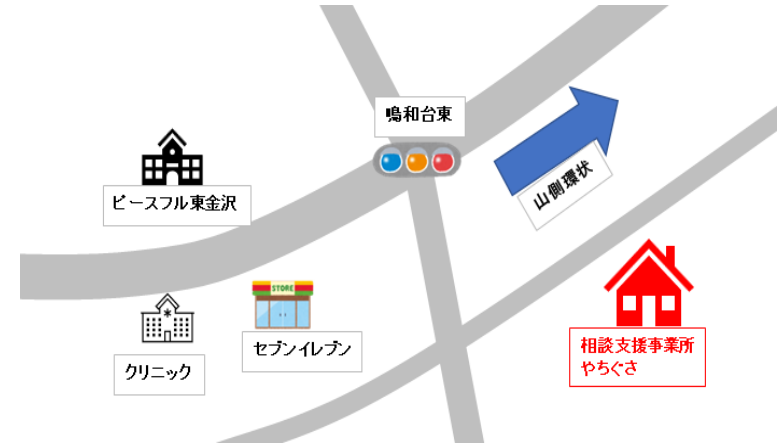 鳴和台東
山側環状
ピースフル東金沢
STORE
セブンイレブン
クリニック
相談支援事業所
やちぐさ